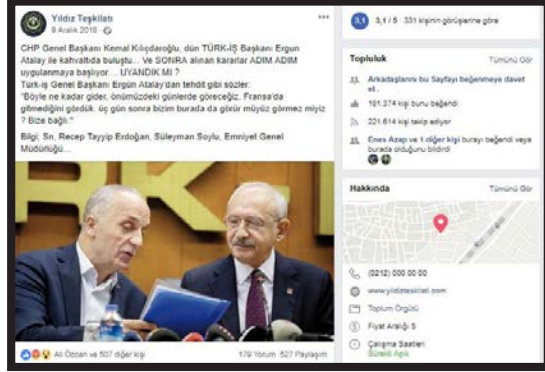 Yıldız Teşkilatı
9 Aralık 2018
CHP Genel Başkanı Kemal Kılıçdaroğlu, dün TÜRK-İŞ Başkanı Ergun
Atalay ile kahvaltıda buluştu... Ve SONRA alınan kararlar ADIM ADIM
uygulanmaya başlıyor.... UYANDIK MI ?
Türk-iş Genel Başkanı Ergün Atalay'dan tehdit gibi sözler:
"Böyle ne kadar gider, önümüzdeki günlerde göreceğiz. Fransa'da
gitmediğini gördük. üç gün sonra bizim burada da görür müyüz görmez miyiz
? Bize bağlı."
Bilgi; Sn, Recep Tayyip Erdoğan, Süleyman Soylu, Emniyet Genel
Müdürlüğü...
RK-
Ali Özcan ve 507 diğer kişi
179 Yorum 527 Paylaşım
3,1
3,1 / 5 · 331 kişinin görüşlerine göre
Topluluk
Tümünü Gör
Arkadaşlarını bu Sayfayı beğenmeye davet
et..
181.374 kişi bunu beğendi
221.614 kişi takip ediyor
Enes Azap ve 1 diğer kişi burayı beğendi veya
burada olduğunu bildirdi
Hakkında
Tümünü Gör
(0212) 000 00 00
www.yildizteskilati.com
Toplum Örgütü
Fiyat Aralığı $
Çalışma Saatleri
Sürekli Açık